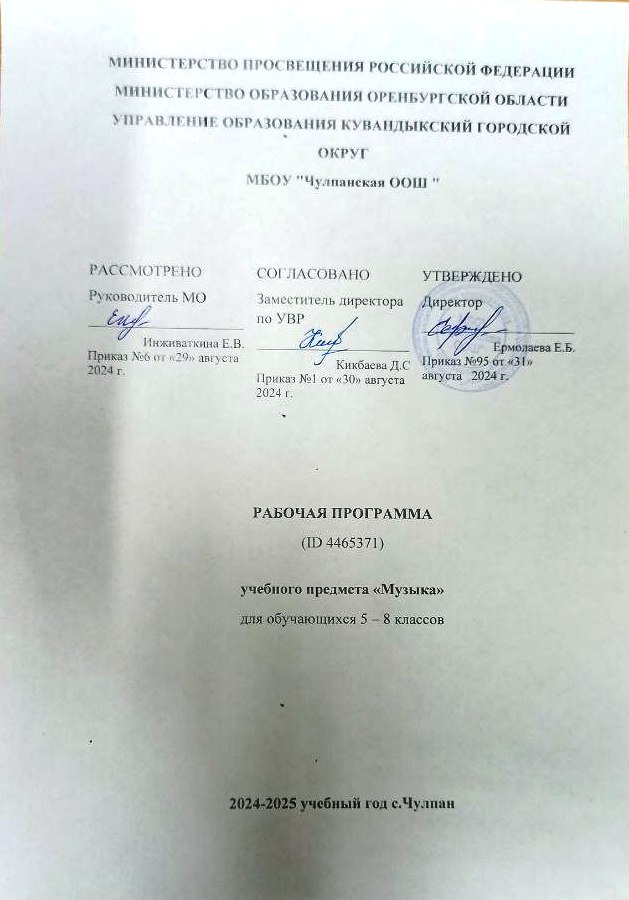 МИНИСТЕРСТВО ПРОСВЕЩЕНИЯ РОССИЙСКОЙ ФЕДЕРАЦИИ
МИНИСТЕРСТВО ОБРАЗОВАНИЯ ОРЕНБУРГСКОЙ ОБЛАСТИ
УПРАВЛЕНИЕ ОБРАЗОВАНИЯ КУВАНДЫКСКИЙ ГОРОДСКОЙ
ОКРУГ
МБОУ "Чулпанская ООШ "
РАССМОТРЕНО
Руководитель МО
Инживаткина Е.В.
Приказ №6 от «29» августа
2024 г.
СОГЛАСОВАНО
Заместитель директора
по УВР
Кикбаева Д.С
Приказ №1 от «30» августа
2024 г.
УТВЕРЖДЕНО
Директор
Ермолаева Е.Б.
Приказ №95 от «31»
августа 2024 г.
РАБОЧАЯ ПРОГРАММА
(ID 4465371)
учебного предмета «Музыка»
для обучающихся 5 – 8 классов
2024-2025 учебный год с.Чулпан